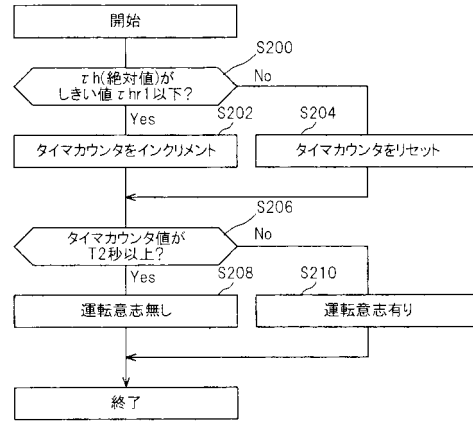 開始
S200
τh(絶対値)が
しきい値τhr1以下?
No
Yes
S202
S204
タイマカウンタをインクリメント
タイマカウンタをリセット
S206
タイマカウンタ値が
T2秒以上?
No
Yes
S208
S210
運転意志無し
運転意志有り
終了